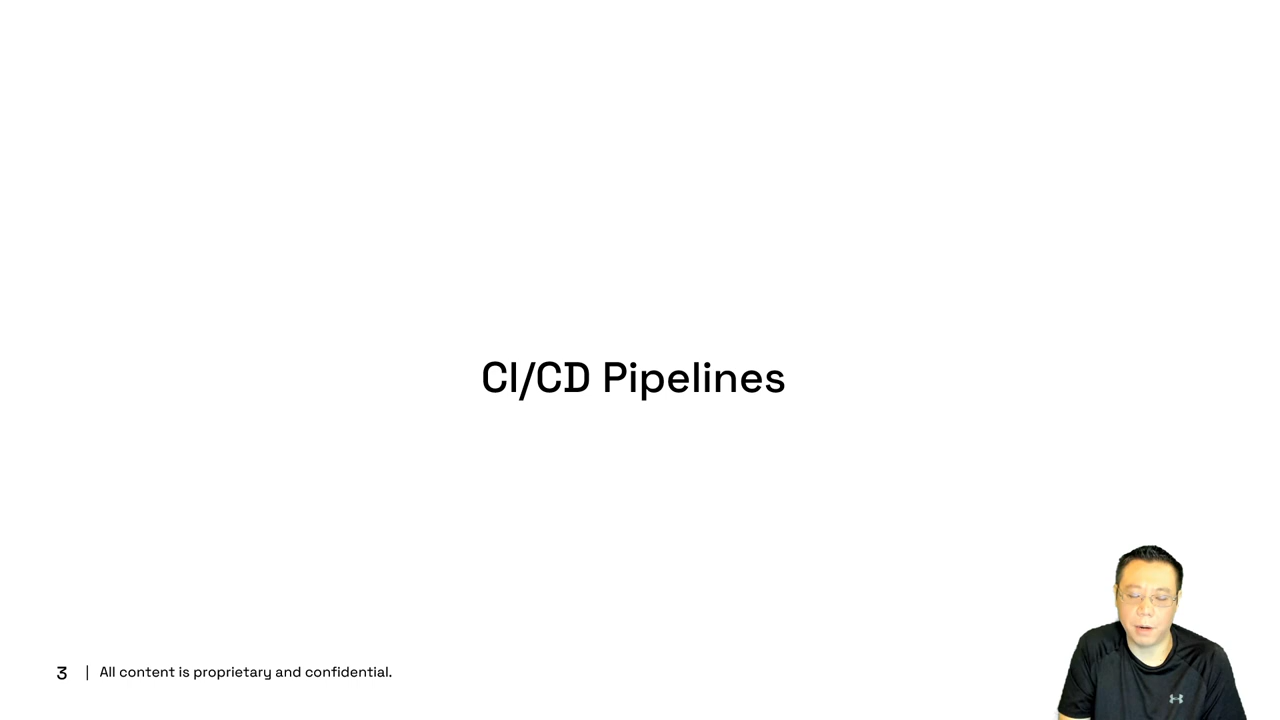 CI/CD Pipelines
3 | All content is proprietary and confidential.